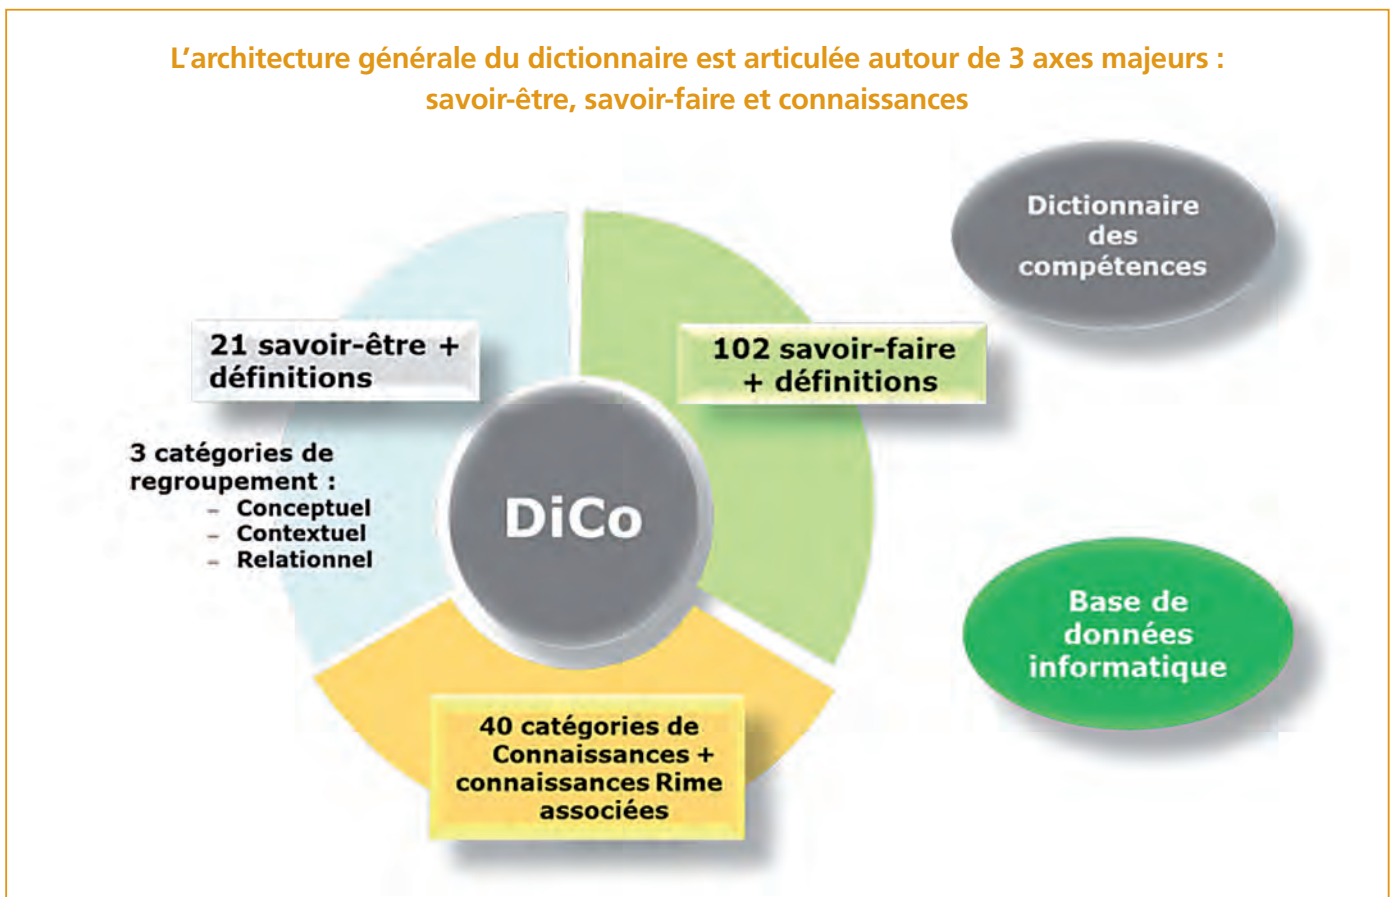 L’architecture générale du dictionnaire est articulée autour de 3 axes majeurs :
savoir-être, savoir-faire et connaissances
Dictionnaire
des
compétences
21 savoir-être +
définitions
102 savoir-faire
+ définitions
3 catégories de
regroupement :
– Conceptuel
– Contextuel
– Relationnel
DiCo
Base de
données
informatique
40 catégories de
Connaissances +
connaissances Rime
associées